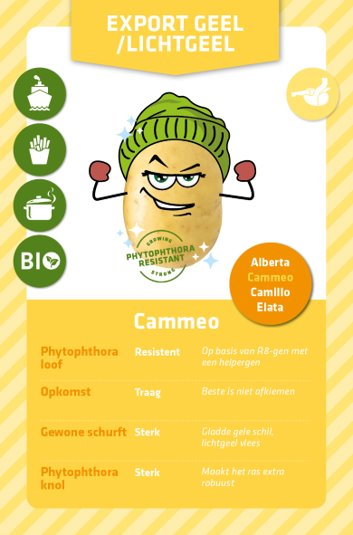 EXPORT GEEL
/LICHTGEEL
BIO
GROWING
PHYTOPHTHORA
RESISTANT
STRONG
Alberta
Cammeo
Camillo
Elata
Cammeo
Phytophthora loof Resistent Op basis van R8-gen met een helpergen
Opkomst Traag Beste is niet afkiemen
Gewone schurft Sterk Gladde gele schil, lichtgeel vlees
Phytophthora knol Sterk Maakt het ras extra robuust